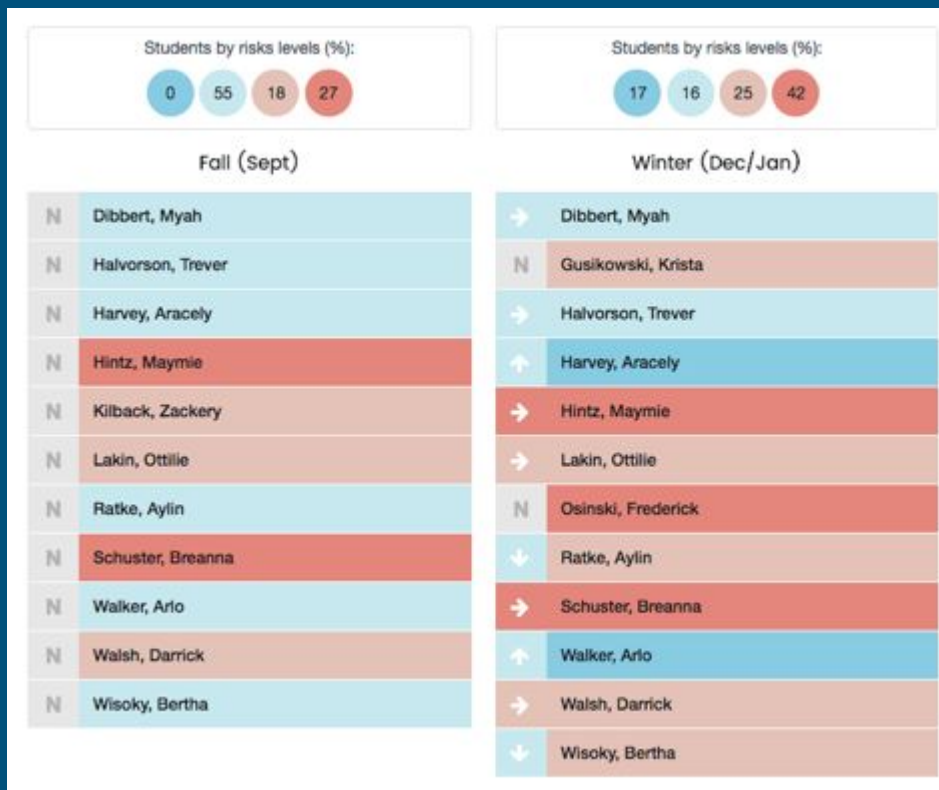 Students by risks levels (%):
0 55 18 27
Fall (Sept)
N Dibbert, Myah
N Halvorson, Trever
N Harvey, Aracely
N Hintz, Maymie
N Kilback, Zackery
N Lakin, Ottilie
N Ratke, Aylin
N Schuster, Breanna
N Walker, Arlo
N Walsh, Darrick
N Wisoky, Bertha
Students by risks levels (%):
17 16 25 42
Winter (Dec/Jan)
→ Dibbert, Myah
N Gusikowski, Krista
→ Halvorson, Trever
↑ Harvey, Aracely
→ Hintz, Maymie
→ Lakin, Ottilie
N Osinski, Frederick
↓ Ratke, Aylin
→ Schuster, Breanna
↑ Walker, Arlo
→ Walsh, Darrick
↓ Wisoky, Bertha